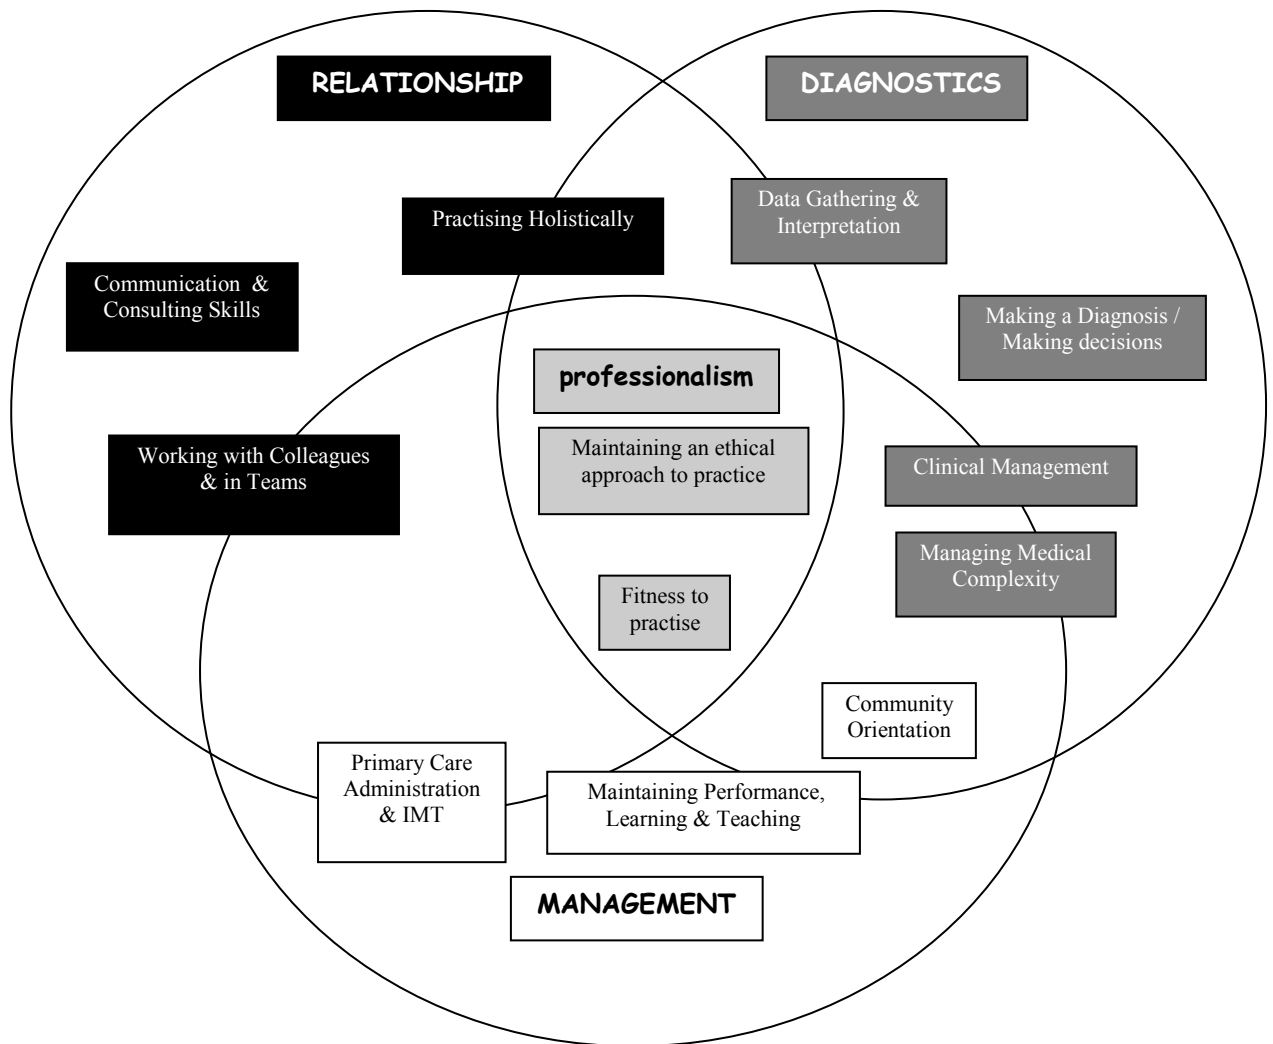 RELATIONSHIP
DIAGNOSTICS
Practising Holistically
Data Gathering &
Interpretation
Communication & 
Consulting Skills
Making a Diagnosis /
Making decisions
professionalism
Working with Colleagues
& in Teams
Maintaining an ethical
approach to practice
Clinical Management
Managing Medical
Complexity
Fitness to
practise
Community
Orientation
Primary Care
Administration
& IMT
Maintaining Performance,
Learning & Teaching
MANAGEMENT